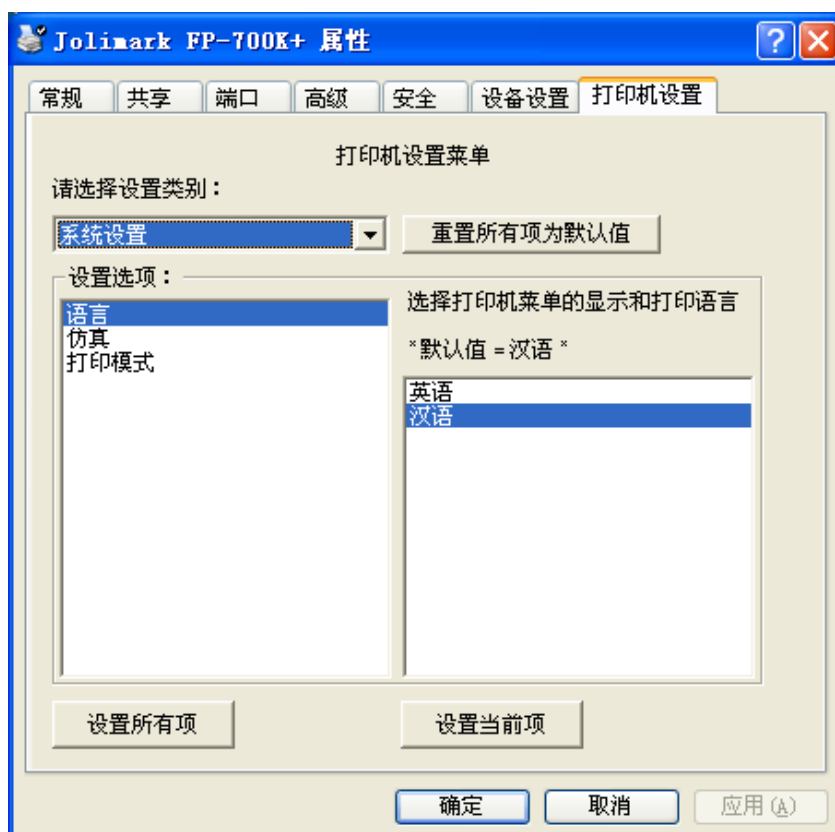 Jolimark FP-700K+ 属性
常规 共享 端口 高级 安全 设备设置 打印机设置
打印机设置菜单
请选择设置类别：
系统设置 重置所有项为默认值
设置选项：
语言
仿真
打印模式
选择打印机菜单的显示和打印语言
*默认值 =汉语 *
英语
汉语
设置所有项 设置当前项
确定 取消 应用(A)